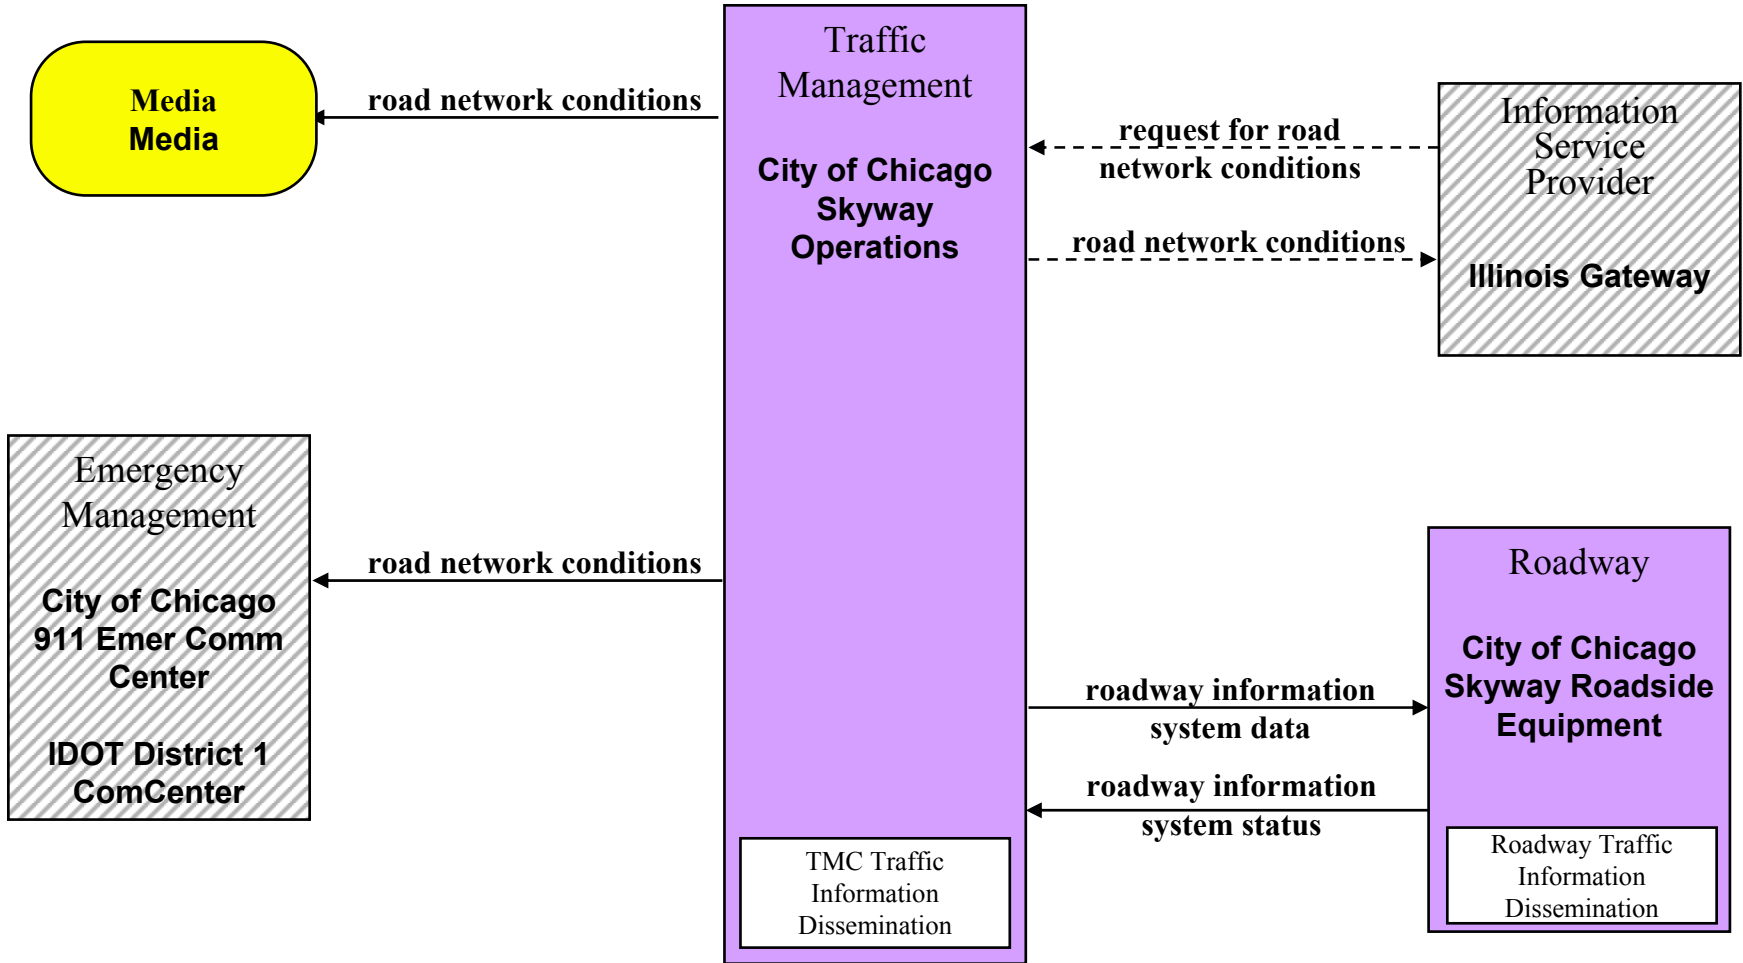 Media
Media
road network conditions
Traffic
Management
City of Chicago
Skyway
Operations
request for road
network conditions
road network conditions
Information
Service
Provider
Illinois Gateway
Emergency
Management
City of Chicago
911 Emer Comm
Center
IDOT District 1
ComCenter
road network conditions
roadway information
system data
roadway information
system status
Roadway
City of Chicago
Skyway Roadside
Equipment
TMC Traffic
Information
Dissemination
Roadway Traffic
Information
Dissemination